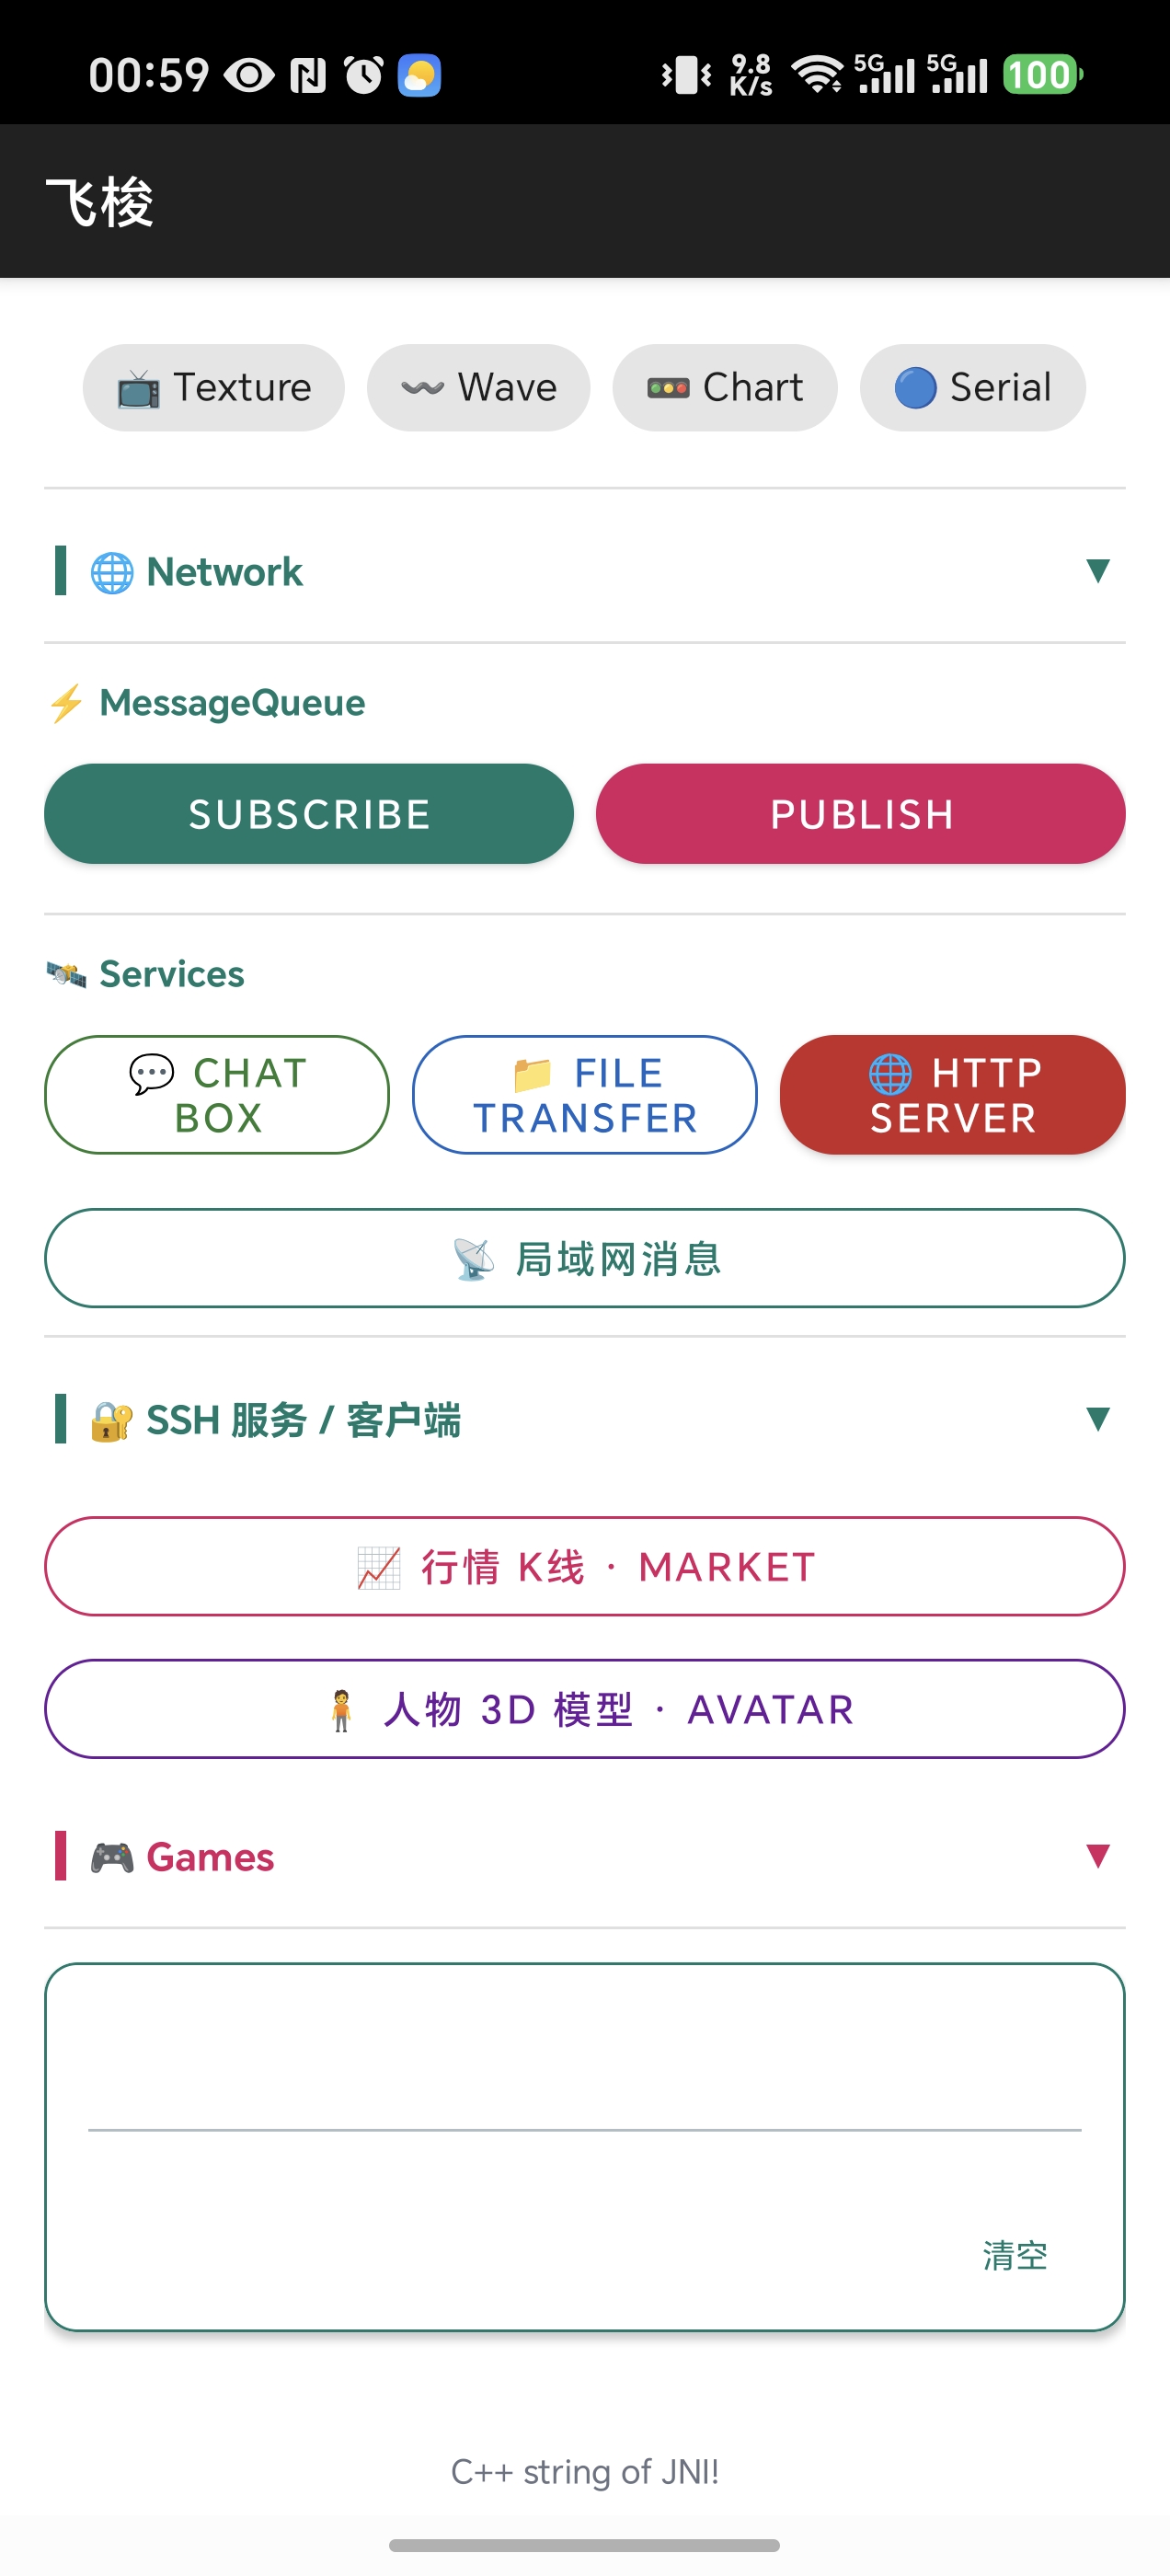 00:59 9.8 K/s 5G 5G 100
飞梭
Texture Wave Chart Serial
Network
MessageQueue
SUBSCRIBE PUBLISH
Services
CHAT BOX FILE TRANSFER HTTP SERVER
局域网消息
SSH 服务 / 客户端
行情 K线 · MARKET
人物 3D 模型 · AVATAR
Games
清空
C++ string of JNI!